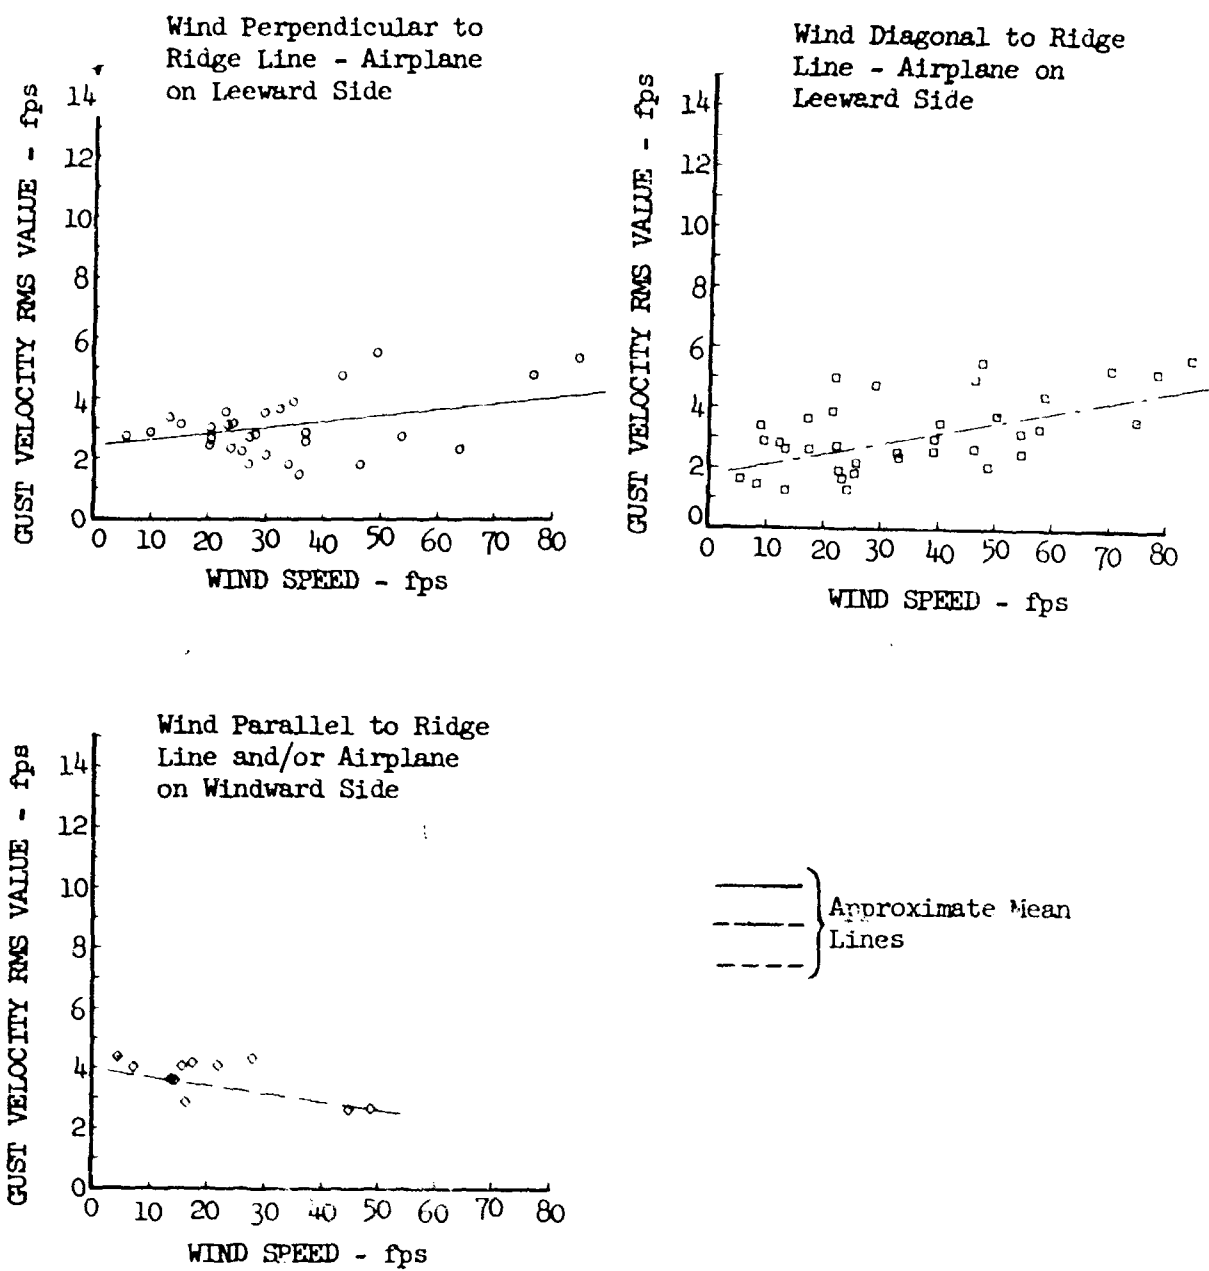 Wind Perpendicular to
Ridge Line - Airplane
on Leeward Side
GUST VELOCITY RMS VALUE - fps
14
12
10
8
6
4
2
0
0 10 20 30 40 50 60 70 80
WIND SPEED - fps
Wind Diagonal to Ridge
Line - Airplane on
Leeward Side
GUST VELOCITY RMS VALUE - fps
14
12
10
8
6
4
2
0
0 10 20 30 40 50 60 70 80
WIND SPEED - fps
Wind Parallel to Ridge
Line and/or Airplane
on Windward Side
GUST VELOCITY RMS VALUE - fps
14
12
10
8
6
4
2
0
0 10 20 30 40 50 60 70 80
WIND SPEED - fps
Approximate Mean
Lines